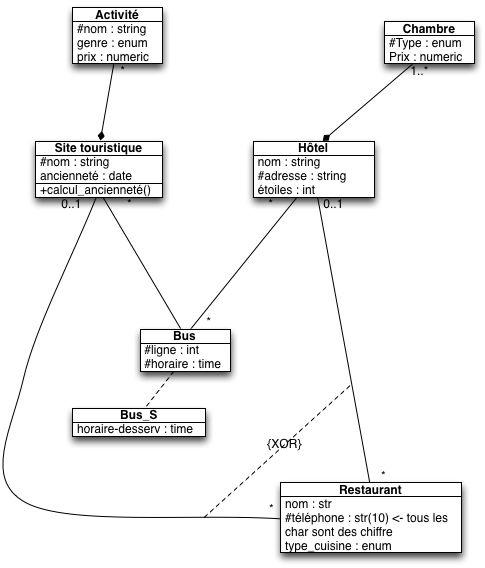 Activité
#nom : string
genre : enum
prix : numeric
*
Chambre
#Type : enum
Prix : numeric
1..*
Site touristique
#nom : string
ancienneté : date
+calcul_ancienneté()
0..1
*
Hôtel
nom : string
#adresse : string
étoiles : int
*
0..1
*
Bus
#ligne : int
#horaire : time
Bus_S
horaire-desserv : time
{XOR}
*
*
Restaurant
nom : str
#téléphone : str(10) <- tous les
char sont des chiffre
type_cuisine : enum